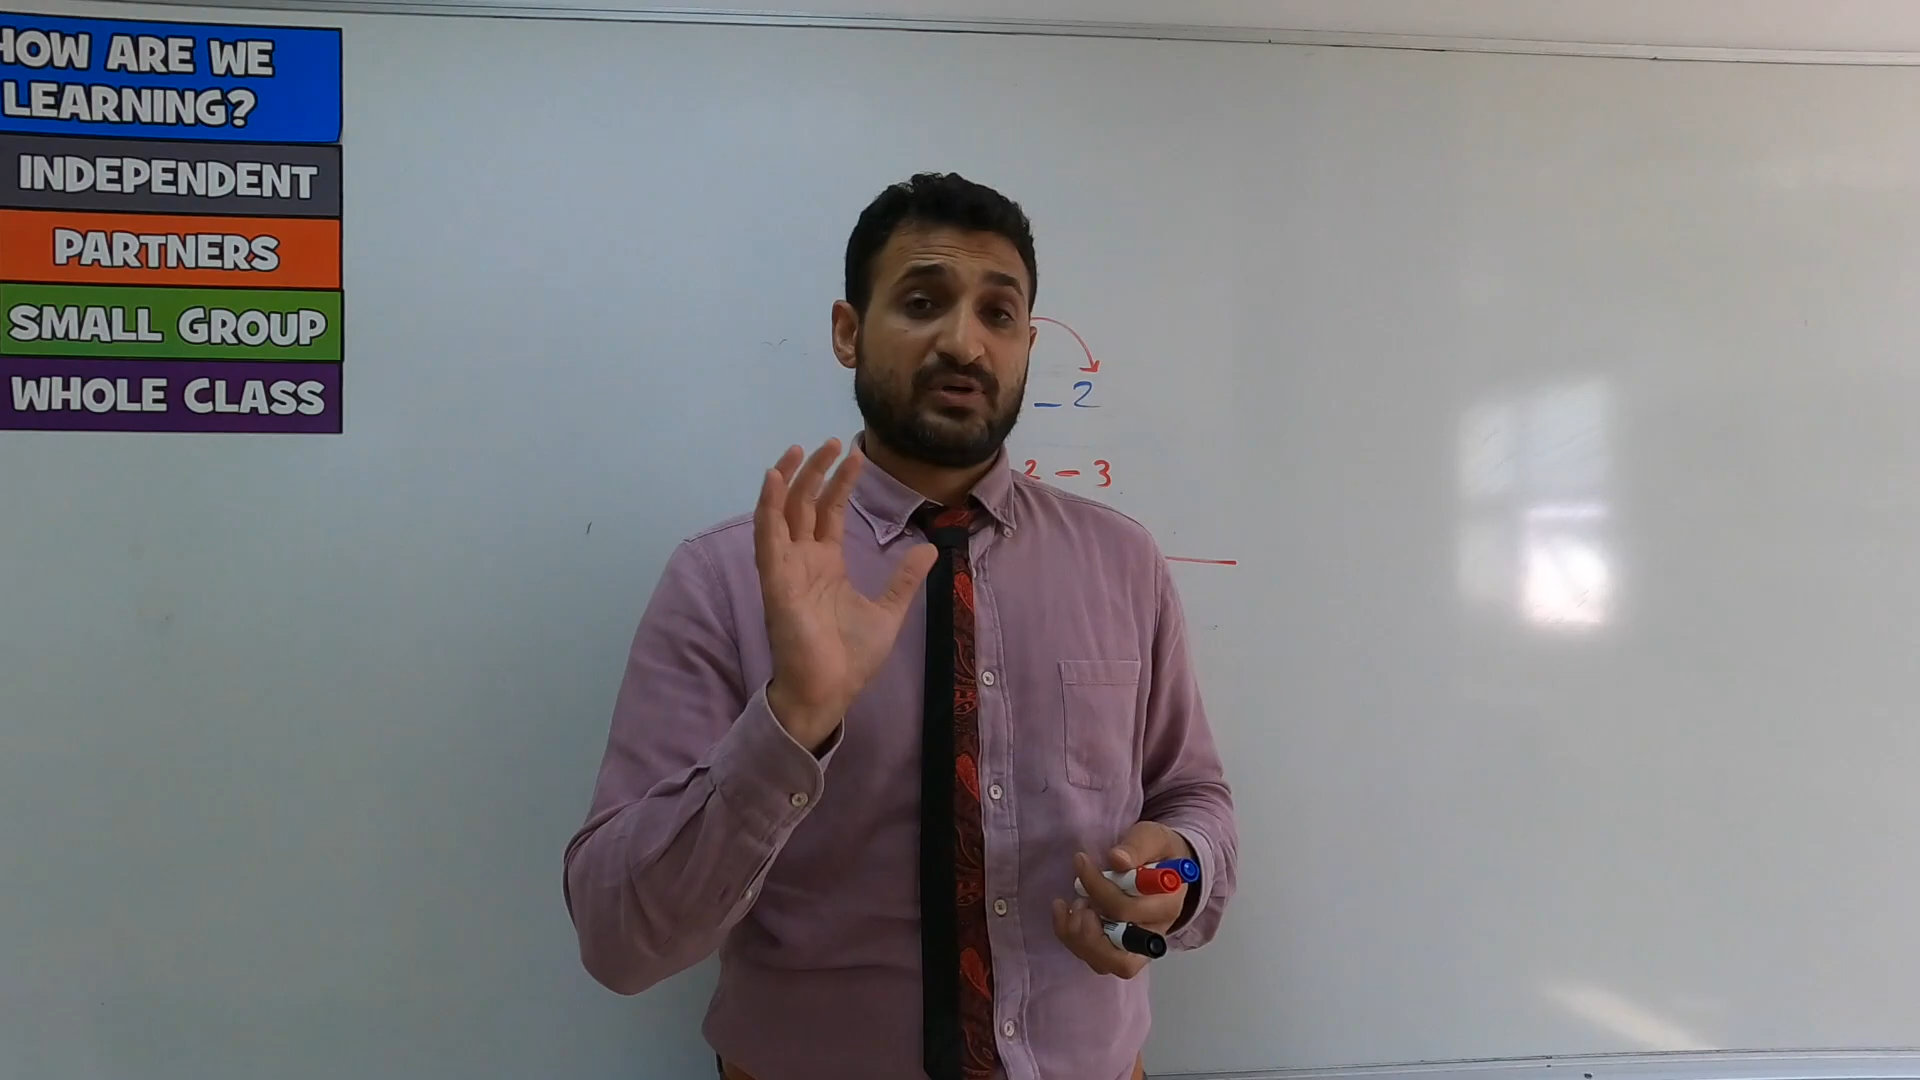 HOW ARE WE
LEARNING?
INDEPENDENT
PARTNERS
SMALL GROUP
WHOLE CLASS
- 2
2 - 3